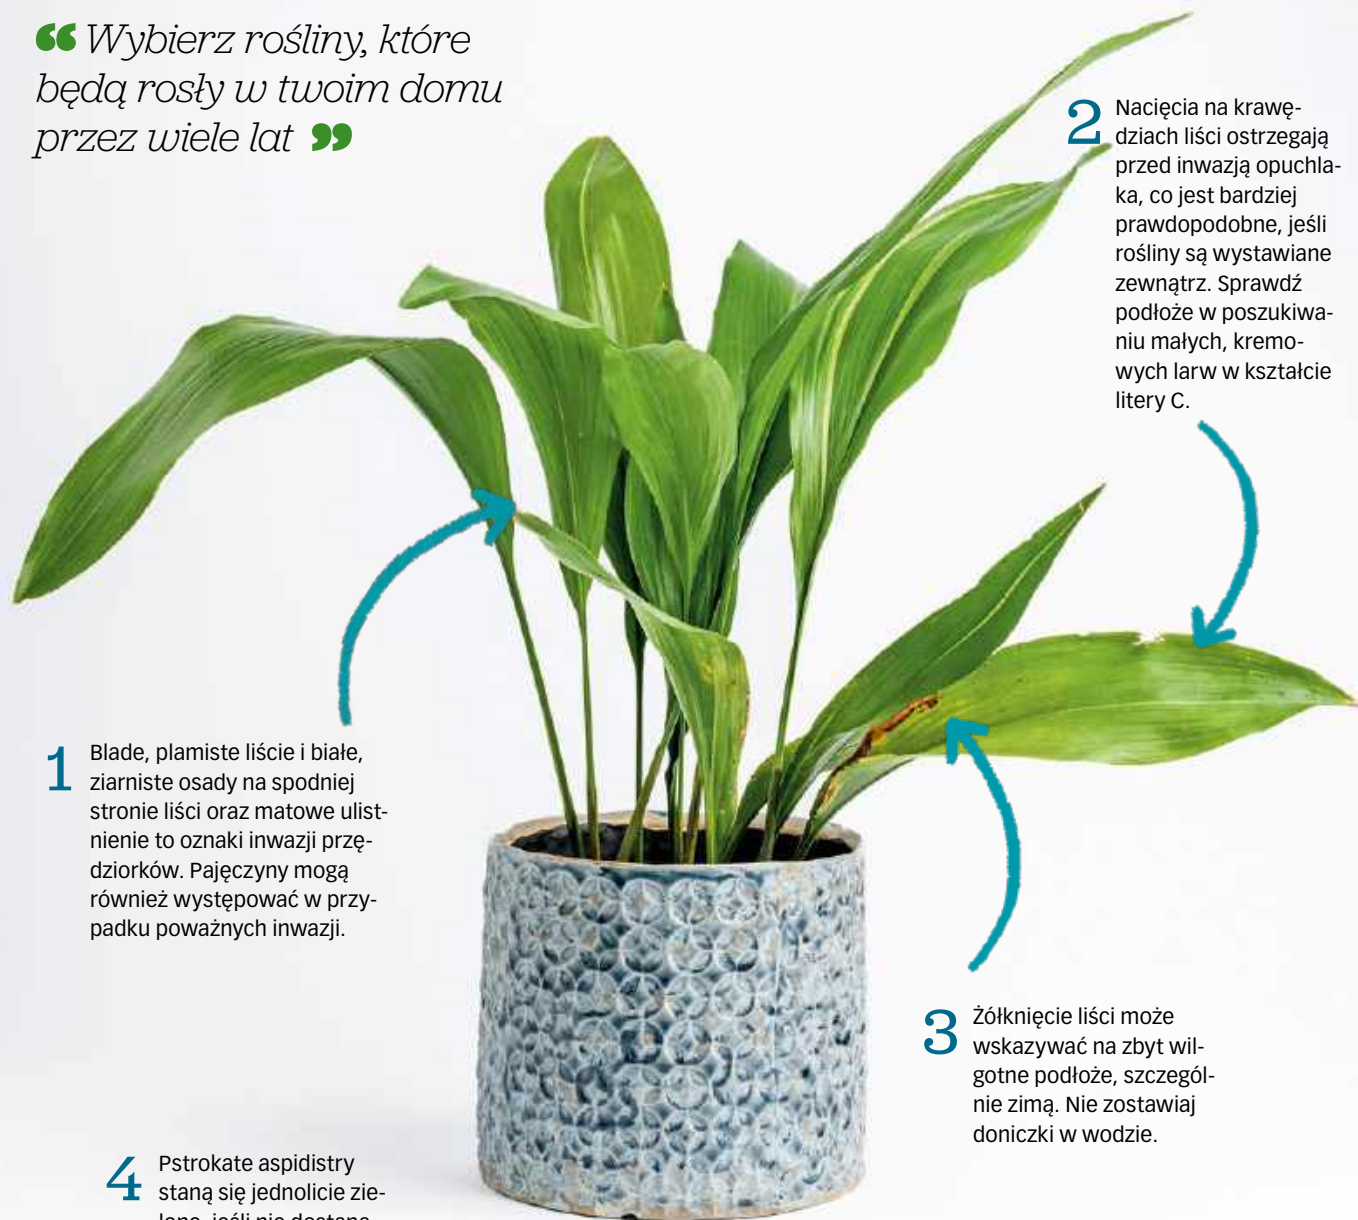 “ Wybierz rośliny, które
będą rosły w twoim domu
przez wiele lat ”
2 Nacięcia na krawę-
dziach liści ostrzegają
przed inwazją opuchla-
ka, co jest bardziej
prawdopodobne, jeśli
rośliny są wystawiane
zewnątrz. Sprawdź
podłoże w poszukiwa-
niu małych, kremo-
wych larw w kształcie
litery C.
1 Blade, plamiste liście i białe,
ziarniste osady na spodniej
stronie liści oraz matowe ulist-
nienie to oznaki inwazji przę-
dziorków. Pajęczyny mogą
również występować w przy-
padku poważnych inwazji.
3 Żółknięcie liści może
wskazywać na zbyt wil-
gotne podłoże, szczegól-
nie zimą. Nie zostawiaj
doniczki w wodzie.
4 Pstrokate aspidistry
staną się jednolicie zie-
lone, jeśli nie dostaną